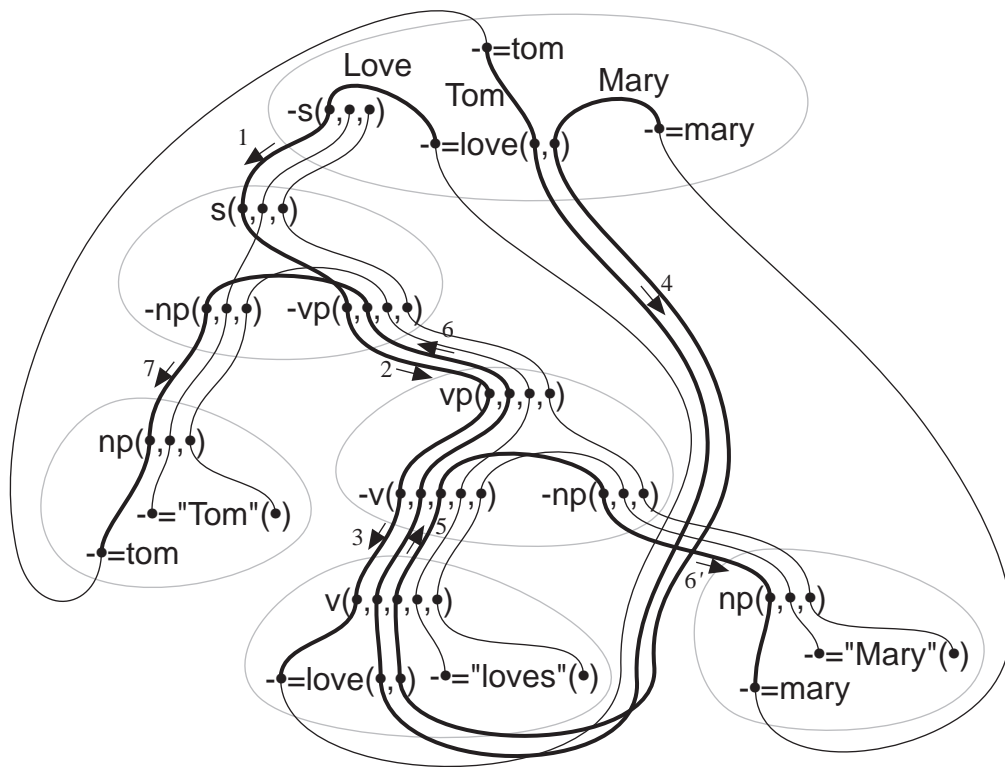 -=tom
Love
Tom
Mary
-s(,,)
-=love(,)
-=mary
1
s(,,)
4
-np(,,)
-vp(,,,)
6
2
7
vp(,,,)
np(,,)
-v(,,,,)
-np(,,)
-="Tom"()
3
5
-=tom
6'
v(,,,,)
np(,,)
-="Mary"()
-=love(,)
-="loves"()
-=mary